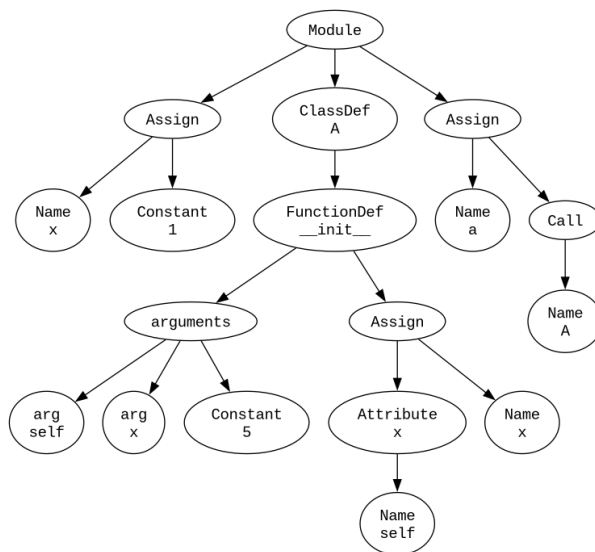 Module
Assign
ClassDef
A
Assign
Name
x
Constant
1
FunctionDef
__init__
Name
a
Call
arguments
Assign
Name
A
arg
self
arg
x
Constant
5
Attribute
x
Name
x
Name
self